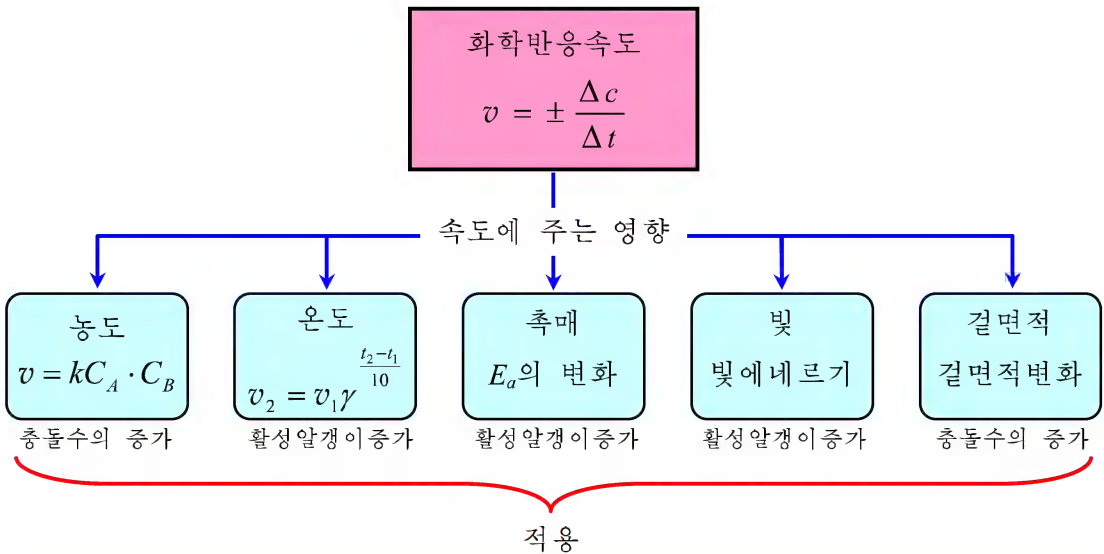 화학반응속도
v = ± Δc/Δt
속도에 주는 영향
농도
v = kC_A · C_B
충돌수의 증가
온도
v₂ = v₁γ^((t₂−t₁)/10)
활성알갱이증가
촉매
E_a의 변화
활성알갱이증가
빛
빛에네르기
활성알갱이증가
겉면적
겉면적변화
충돌수의 증가
적용